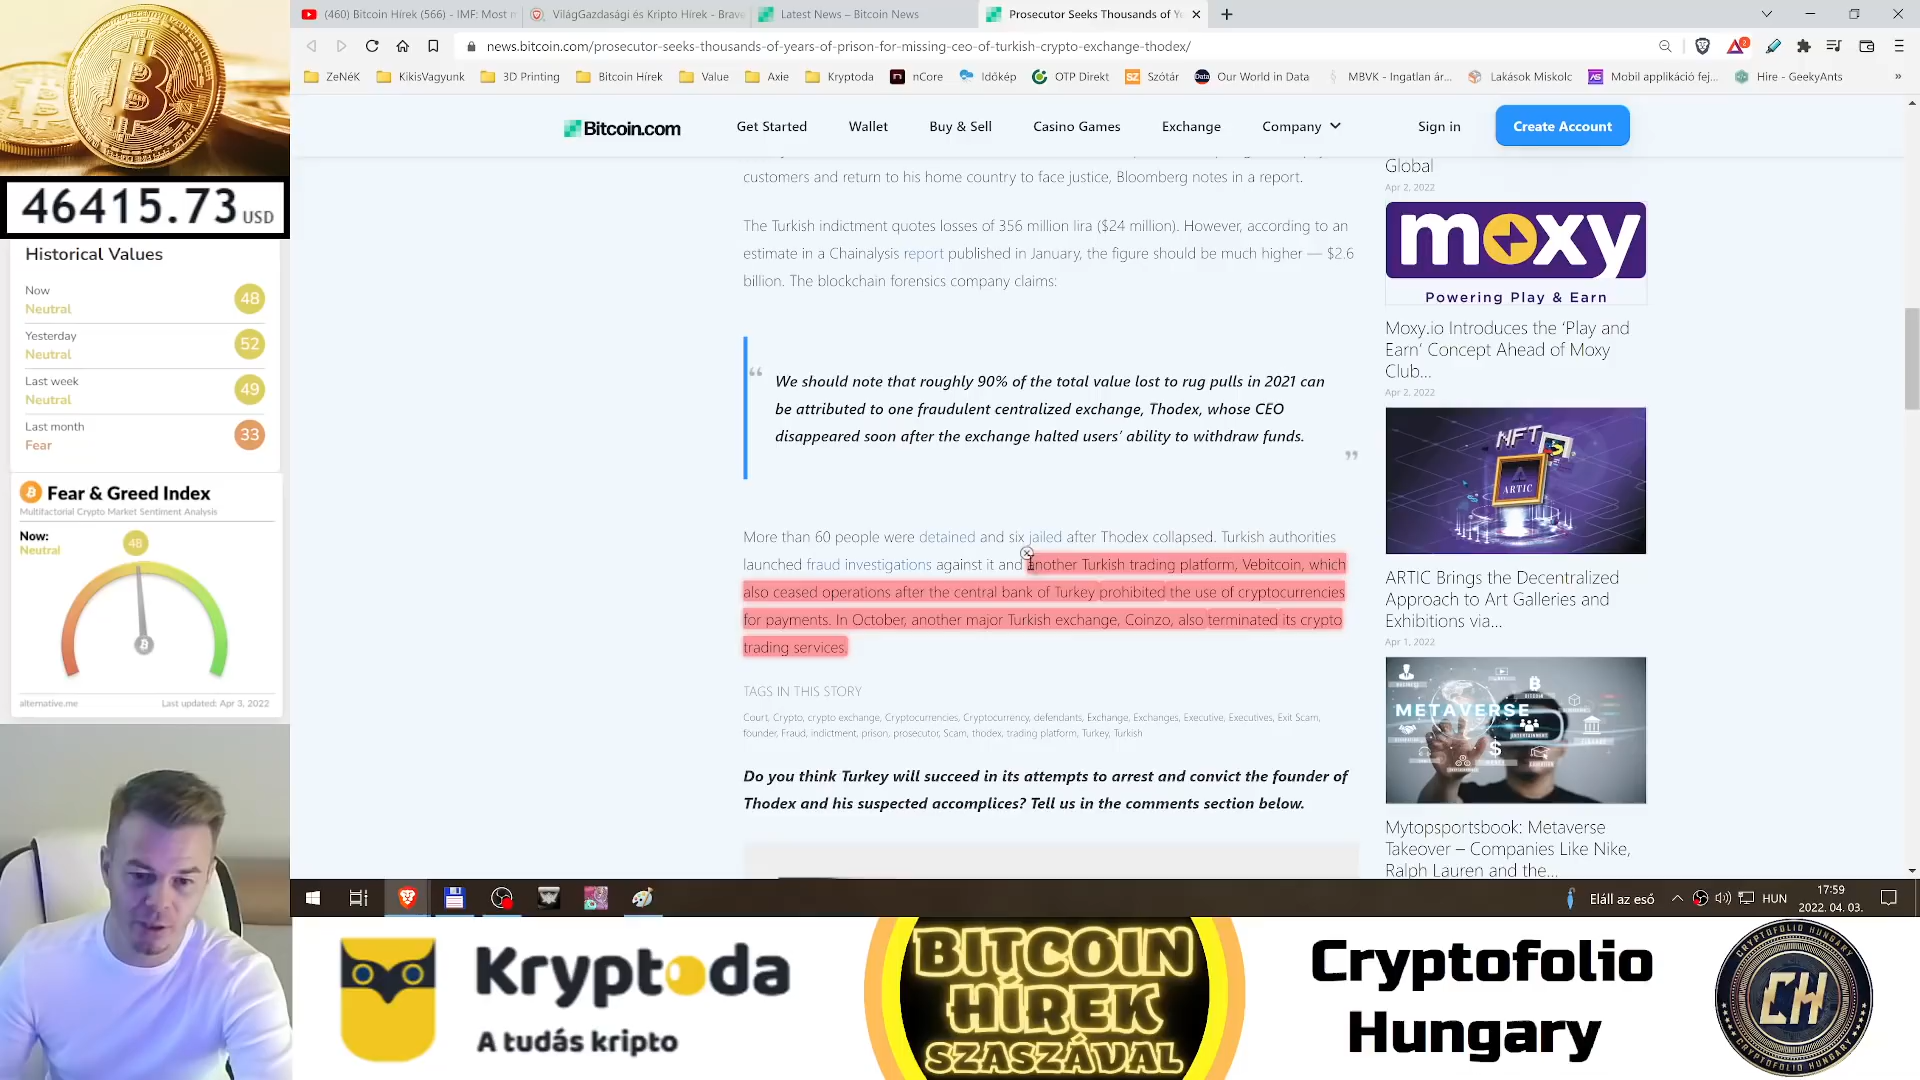 (460) Bitcoin Hírek (566) - IMF: Most
VilágGazdasági és Kripto Hírek - Brave
Latest News – Bitcoin News
Prosecutor Seeks Thousands of Ye
news.bitcoin.com/prosecutor-seeks-thousands-of-years-of-prison-for-missing-ceo-of-turkish-crypto-exchange-thodex/
2
ZeNéK
KikisVagyunk
3D Printing
Bitcoin Hírek
Value
Axie
Kryptoda
nCore
Időkép
OTP Direkt
SZ Szótár
Our World in Data
MBVK - Ingatlan ár...
Lakások Miskolc
Mobil applikáció fej...
Hire - GeekyAnts
Bitcoin.com
Get Started
Wallet
Buy & Sell
Casino Games
Exchange
Company
Sign in
Create Account
46415.73 USD
Historical Values
Now
Neutral
48
Yesterday
Neutral
52
Last week
Neutral
49
Last month
Fear
33
Fear & Greed Index
Multifactorial Crypto Market Sentiment Analysis
Now:
Neutral
48
alternative.me
Last updated: Apr 3, 2022
customers and return to his home country to face justice, Bloomberg notes in a report.
The Turkish indictment quotes losses of 356 million lira ($24 million). However, according to an
estimate in a Chainalysis report published in January, the figure should be much higher — $2.6
billion. The blockchain forensics company claims:
“
We should note that roughly 90% of the total value lost to rug pulls in 2021 can
be attributed to one fraudulent centralized exchange, Thodex, whose CEO
disappeared soon after the exchange halted users’ ability to withdraw funds.
”
More than 60 people were detained and six jailed after Thodex collapsed. Turkish authorities
launched fraud investigations against it and another Turkish trading platform, Vebitcoin, which
also ceased operations after the central bank of Turkey prohibited the use of cryptocurrencies
for payments. In October, another major Turkish exchange, Coinzo, also terminated its crypto
trading services.
TAGS IN THIS STORY
Court, Crypto, crypto exchange, Cryptocurrencies, Cryptocurrency, defendants, Exchange, Exchanges, Executive, Executives, Exit Scam,
founder, Fraud, indictment, prison, prosecutor, Scam, thodex, trading platform, Turkey, Turkish
Do you think Turkey will succeed in its attempts to arrest and convict the founder of
Thodex and his suspected accomplices? Tell us in the comments section below.
Global
Apr 2, 2022
moxy
Powering Play & Earn
Moxy.io Introduces the ‘Play and
Earn’ Concept Ahead of Moxy
Club...
Apr 2, 2022
NFT
ARTIC
ARTIC Brings the Decentralized
Approach to Art Galleries and
Exhibitions via...
Apr 1, 2022
METAVERSE
Mytopsportsbook: Metaverse
Takeover – Companies Like Nike,
Ralph Lauren and the...
Eláll az eső
HUN
17:59
2022. 04. 03.
Kryptoda
A tudás kripto
BITCOIN
HÍREK
SZASZÁVAL
Cryptofolio
Hungary
CRYPTOFOLIO HUNGARY
CH
CRYPTOFOLIO HUNGARY